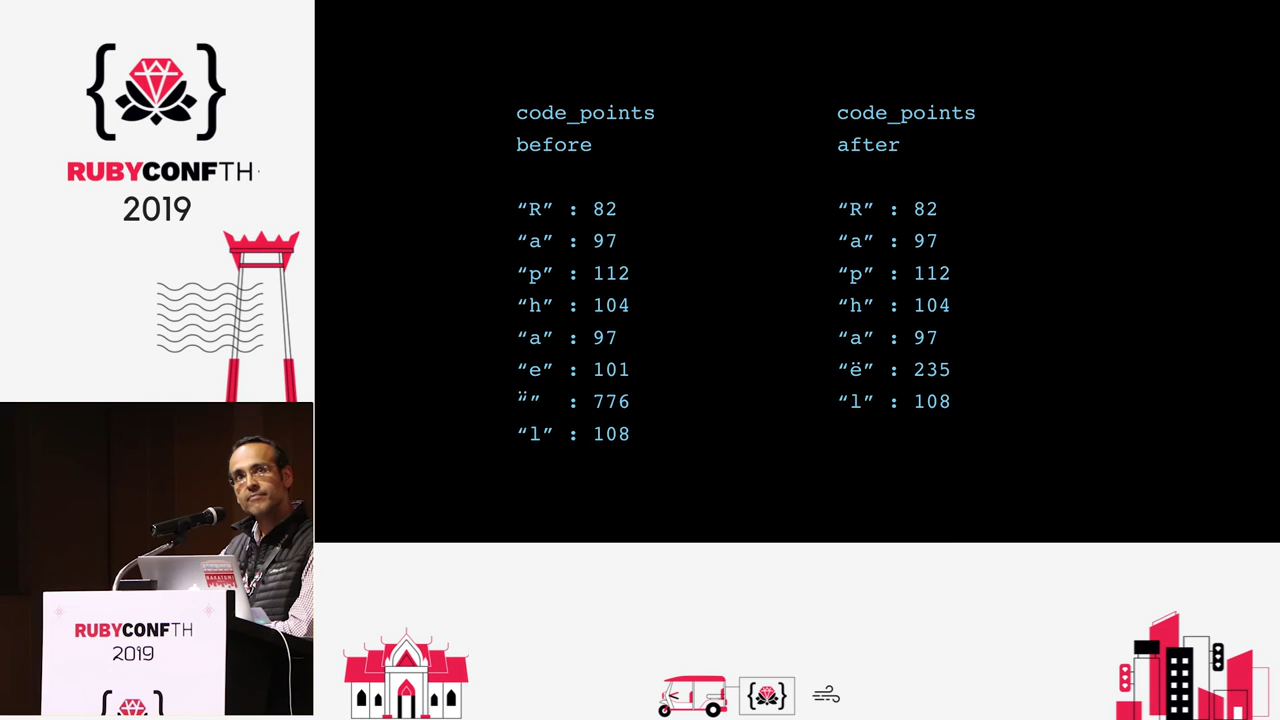 RUBYCONFTH
2019
code_points
before
“R” : 82
“a” : 97
“p” : 112
“h” : 104
“a” : 97
“e” : 101
“̈” : 776
“l” : 108
code_points
after
“R” : 82
“a” : 97
“p” : 112
“h” : 104
“a” : 97
“ë” : 235
“l” : 108
RUBYCONFTH
2019